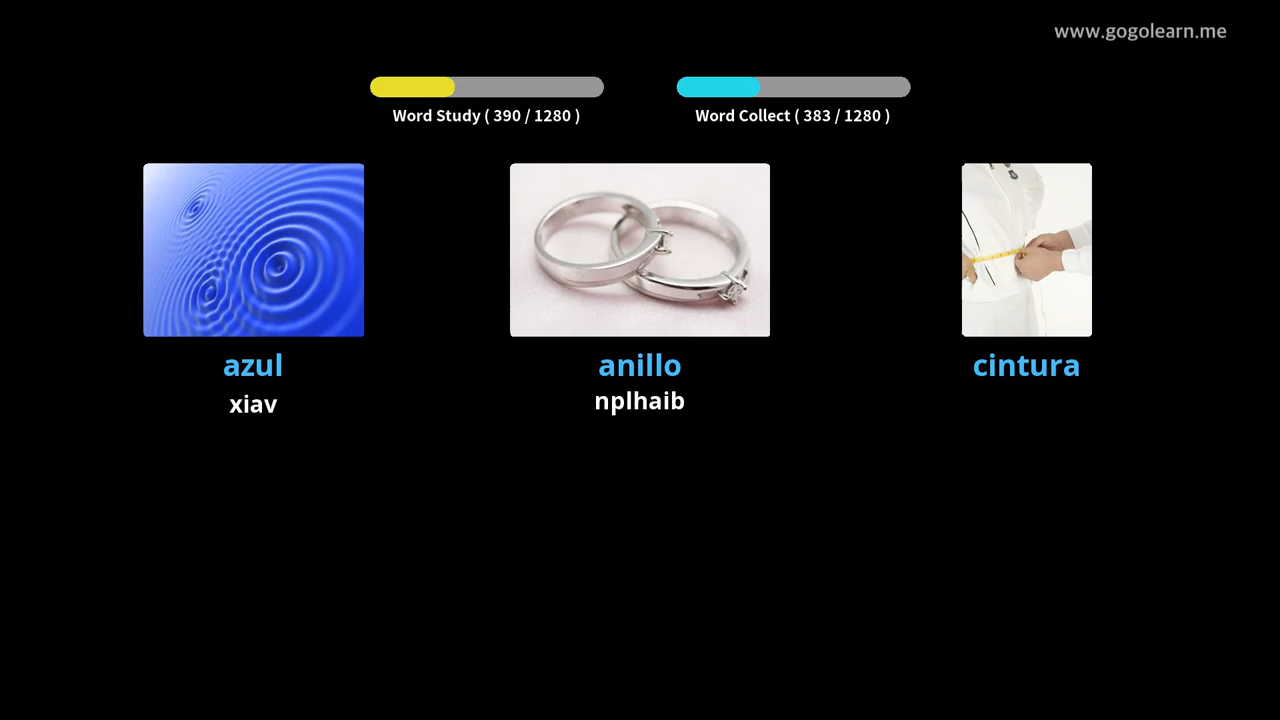 www.gogolearn.me
Word Study ( 390 / 1280 )
Word Collect ( 383 / 1280 )
azul
xiav
anillo
nplhaib
cintura